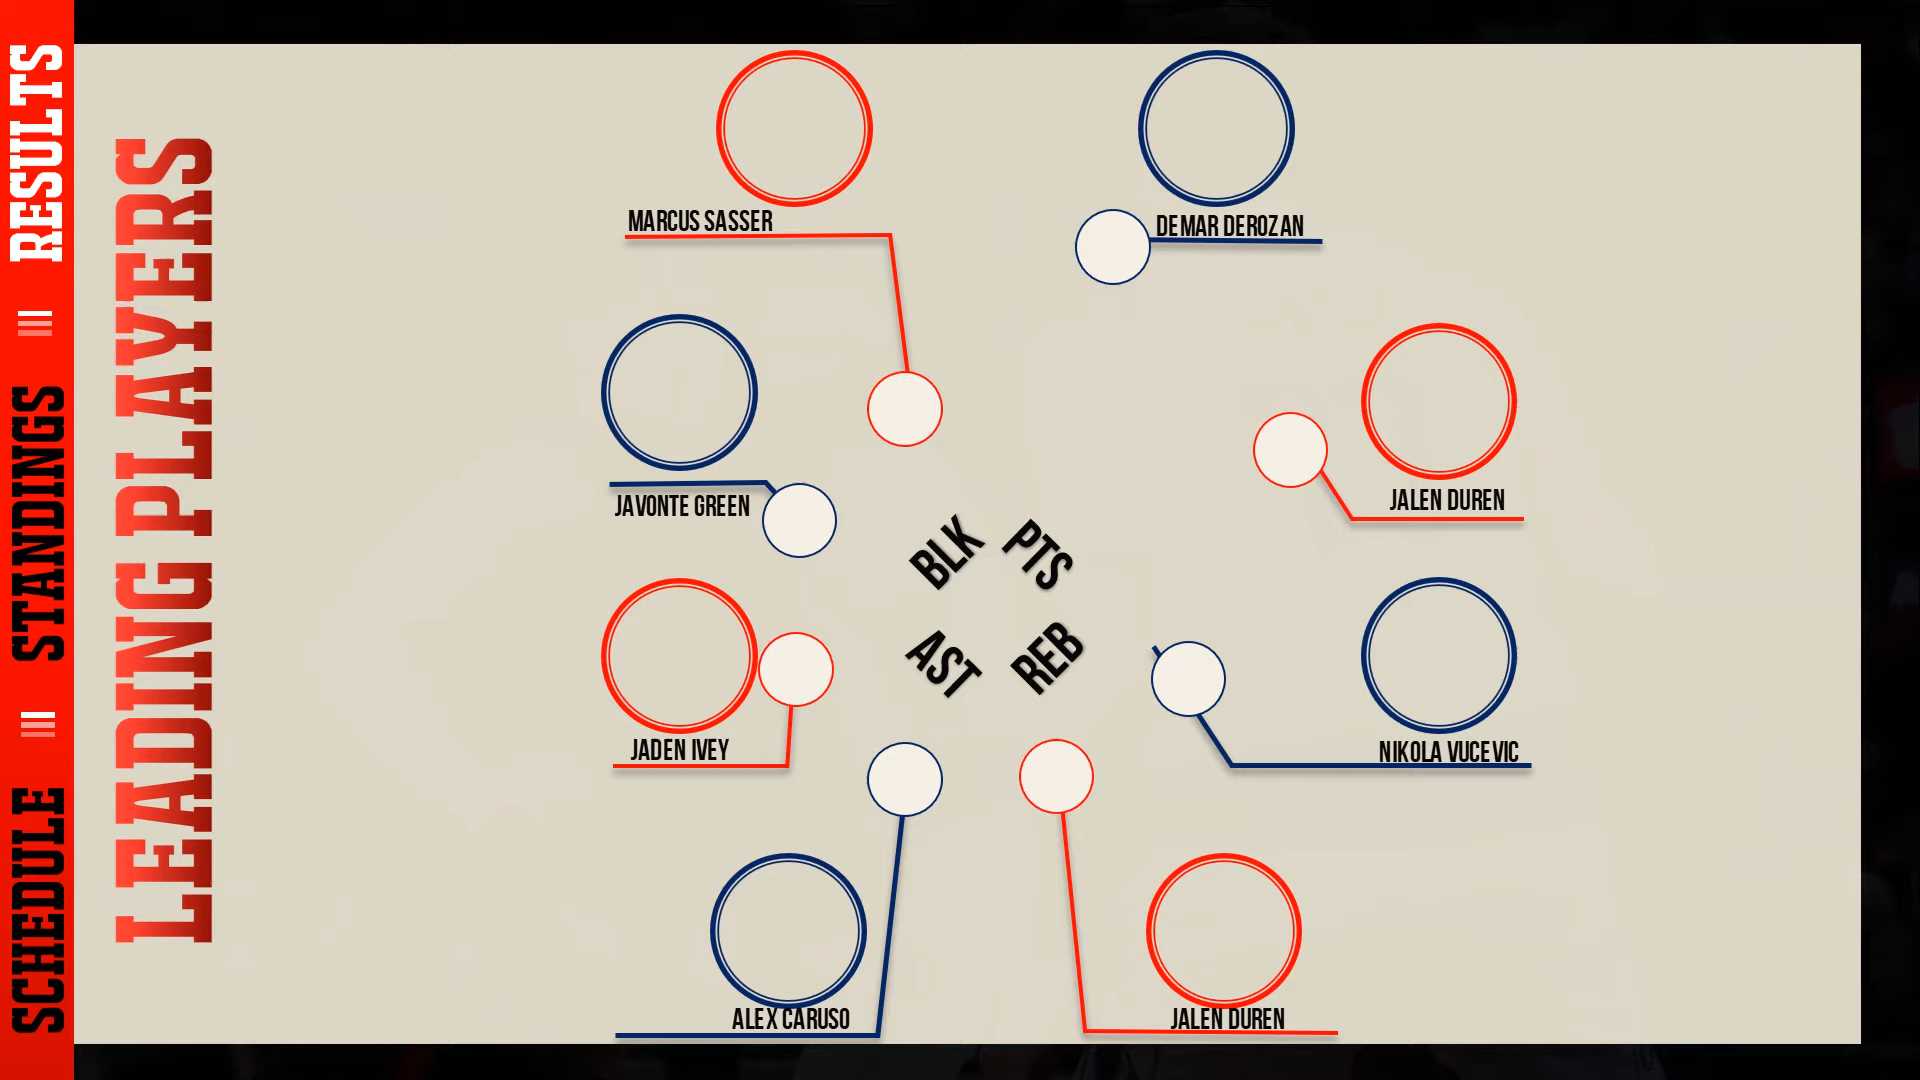 RESULTS
STANDINGS
SCHEDULE
LEADING PLAYERS
MARCUS SASSER
DEMAR DEROZAN
JAVONTE GREEN
JALEN DUREN
BLK
PTS
AST
REB
JADEN IVEY
NIKOLA VUCEVIC
ALEX CARUSO
JALEN DUREN